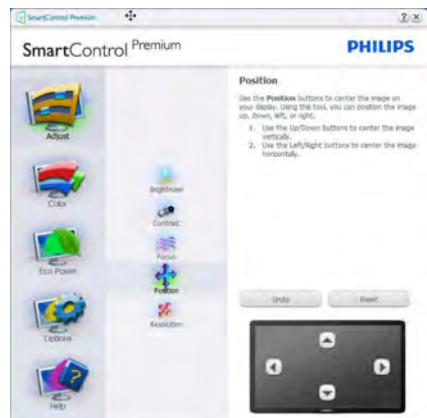 SmartControl Premium
SmartControl Premium
PHILIPS
Position
Use the Position buttons to center the image on
your display. Using this tool, you can position the image
up, down, left, or right.
1. Use the Up/Down buttons to center the image
vertically.
2. Use the Left/Right buttons to center the image
horizontally.
Adjust
Color
Eco Power
Options
Help
Brightness
Contrast
Focus
Position
Resolution
Undo
Reset